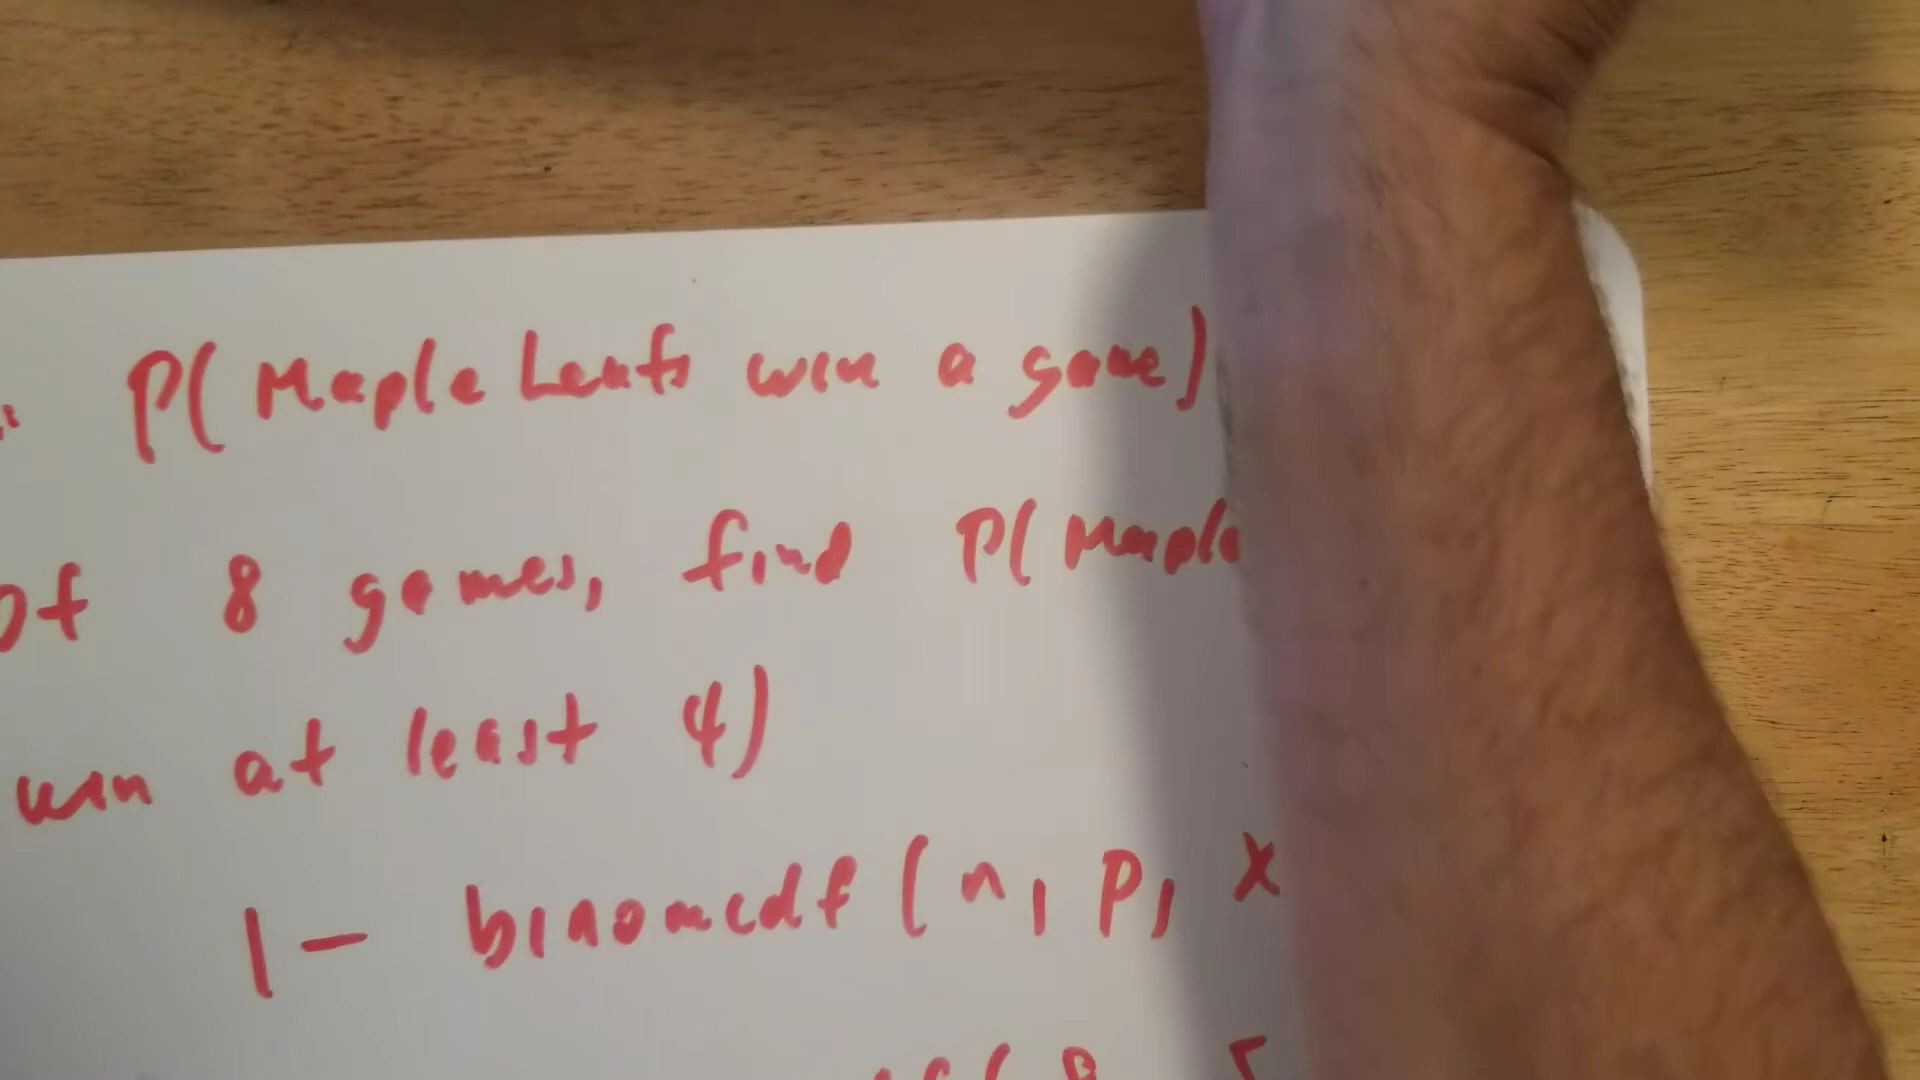 P(Maple Leafs win a game)
of 8 games, find P(Maple
win at least 4)
1 - binomcdf (n, p, x